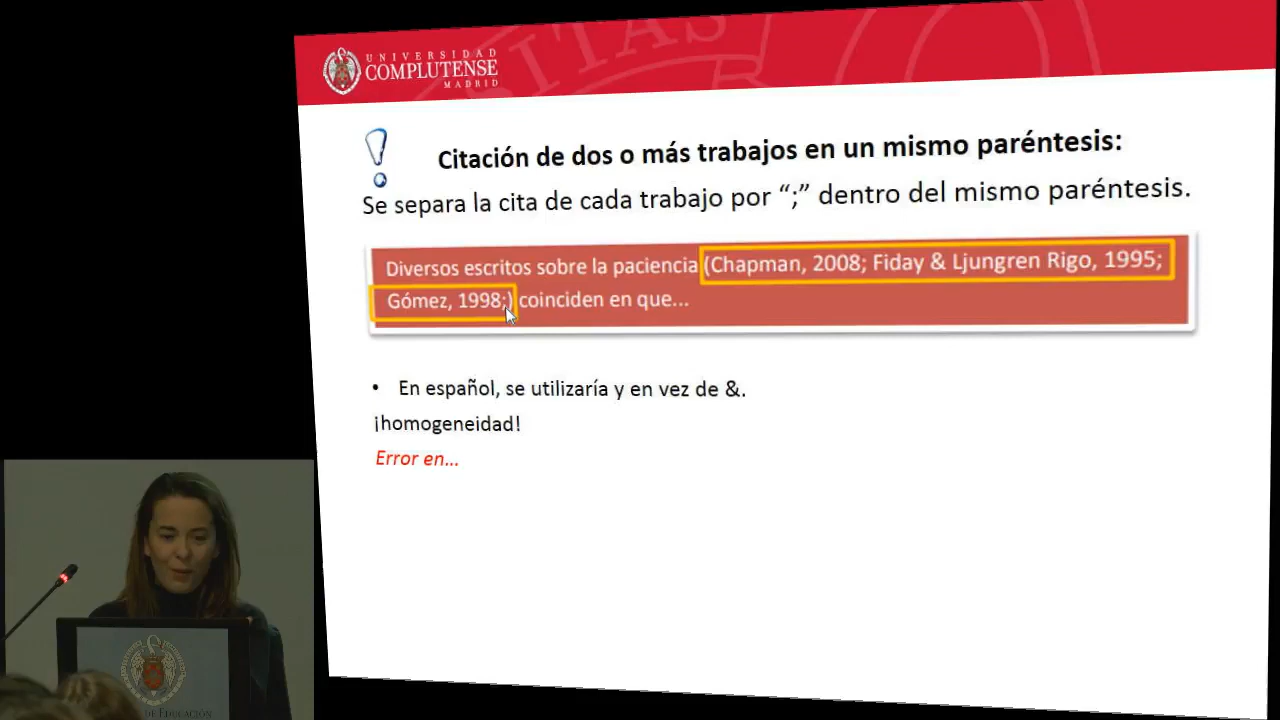 UNIVERSIDAD
COMPLUTENSE
MADRID
Citación de dos o más trabajos en un mismo paréntesis:
Se separa la cita de cada trabajo por “;” dentro del mismo paréntesis.
Diversos escritos sobre la paciencia (Chapman, 2008; Fiday & Ljungren Rigo, 1995;
Gómez, 1998;) coinciden en que...
• En español, se utilizaría y en vez de &.
¡homogeneidad!
Error en...
DE EDUCACIÓN